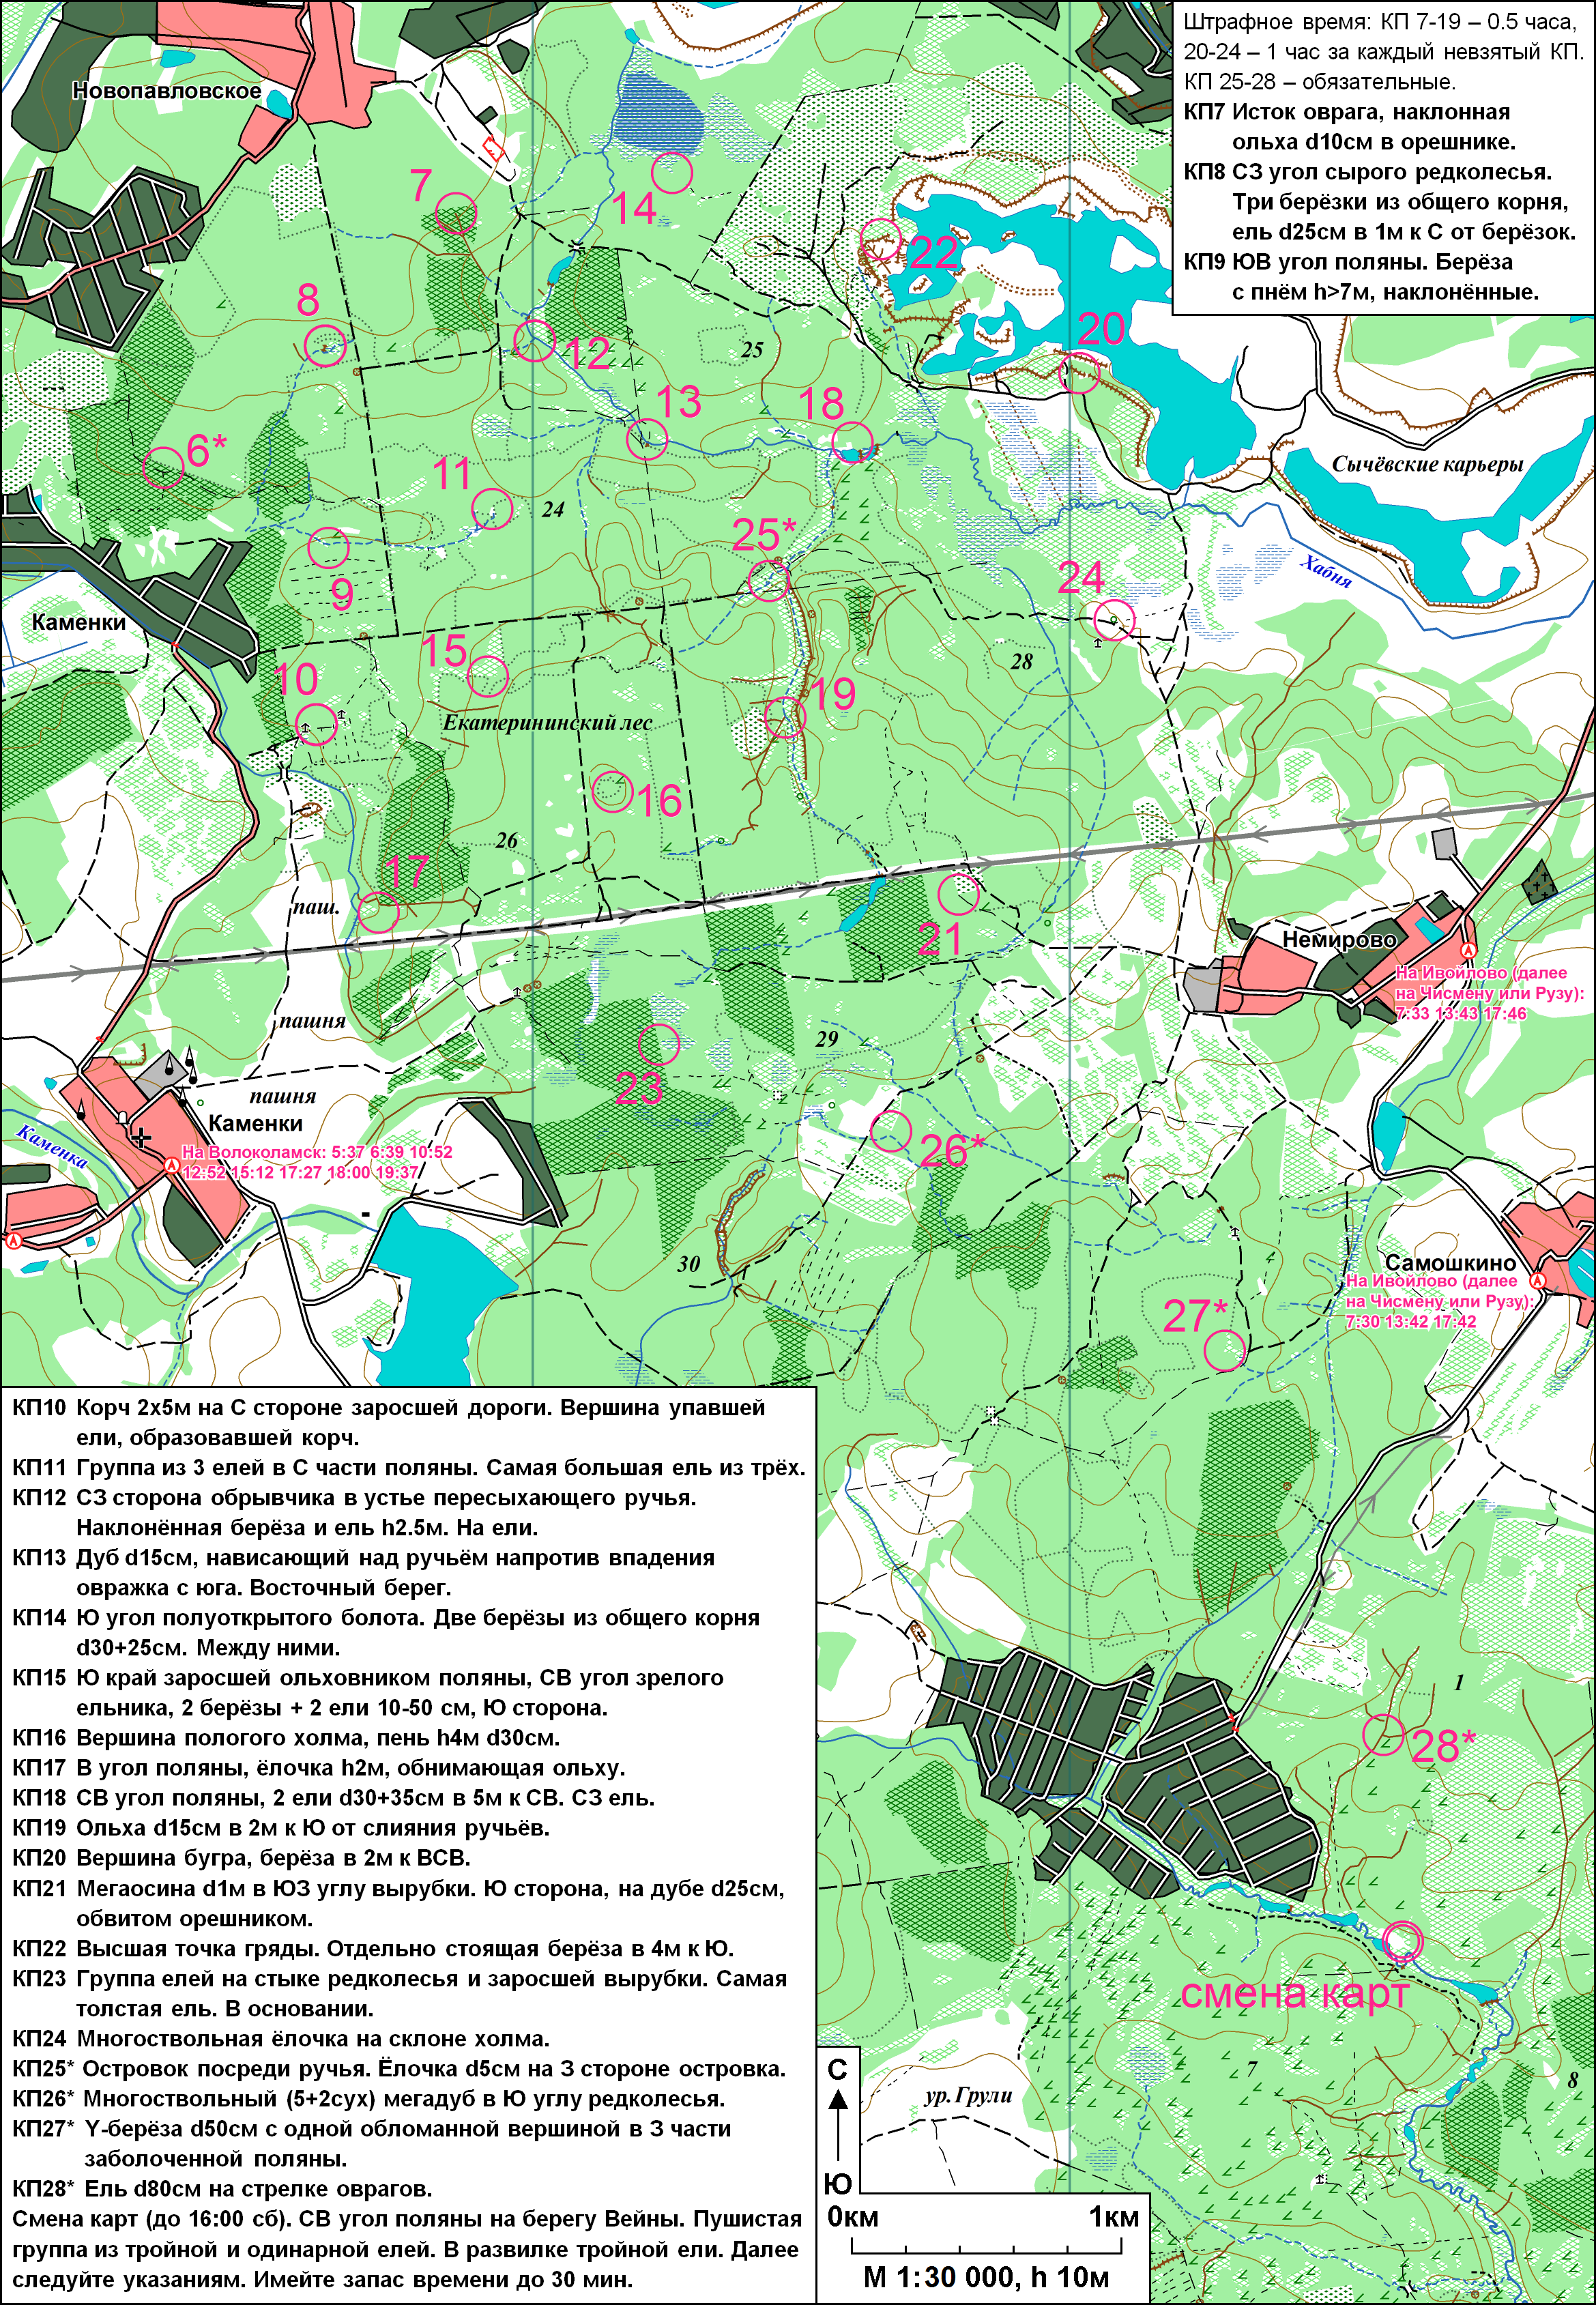 Штрафное время: КП 7-19 – 0.5 часа,
20-24 – 1 час за каждый невзятый КП.
КП 25-28 – обязательные.
КП7 Исток оврага, наклонная
ольха d10см в орешнике.
КП8 СЗ угол сырого редколесья.
Три берёзки из общего корня,
ель d25см в 1м к С от берёзок.
КП9 ЮВ угол поляны. Берёза
с пнём h>7м, наклонённые.
Новопавловское
7
14
22
8
12
25
20
13
18
6*
11
24
Сычёвские карьеры
25*
Хабня
9
24
Каменки
15
28
10
19
Екатерининский лес
16
26
17
паш.
21
Немирово
На Ивойлово (далее
на Чисмену или Рузу):
7:33 13:43 17:46
пашня
29
23
пашня
Каменки
Каменка
На Волоколамск: 5:37 6:39 10:52
12:52 15:12 17:27 18:00 19:37
26*
30
Самошкино
На Ивойлово (далее
на Чисмену или Рузу):
7:30 13:42 17:42
27*
КП10 Корч 2х5м на С стороне заросшей дороги. Вершина упавшей
ели, образовавшей корч.
КП11 Группа из 3 елей в С части поляны. Самая большая ель из трёх.
КП12 СЗ сторона обрывчика в устье пересыхающего ручья.
Наклонённая берёза и ель h2.5м. На ели.
КП13 Дуб d15см, нависающий над ручьём напротив впадения
овражка с юга. Восточный берег.
КП14 Ю угол полуоткрытого болота. Две берёзы из общего корня
d30+25см. Между ними.
КП15 Ю край заросшей ольховником поляны, СВ угол зрелого
ельника, 2 берёзы + 2 ели 10-50 см, Ю сторона.
КП16 Вершина пологого холма, пень h4м d30см.
КП17 В угол поляны, ёлочка h2м, обнимающая ольху.
КП18 СВ угол поляны, 2 ели d30+35см в 5м к СВ. СЗ ель.
КП19 Ольха d15см в 2м к Ю от слияния ручьёв.
КП20 Вершина бугра, берёза в 2м к ВСВ.
КП21 Мегаосина d1м в ЮЗ углу вырубки. Ю сторона, на дубе d25см,
обвитом орешником.
КП22 Высшая точка гряды. Отдельно стоящая берёза в 4м к Ю.
КП23 Группа елей на стыке редколесья и заросшей вырубки. Самая
толстая ель. В основании.
КП24 Многоствольная ёлочка на склоне холма.
КП25* Островок посреди ручья. Ёлочка d5см на З стороне островка.
КП26* Многоствольный (5+2сух) мегадуб в Ю углу редколесья.
КП27* Y-берёза d50см с одной обломанной вершиной в З части
заболоченной поляны.
КП28* Ель d80см на стрелке оврагов.
Смена карт (до 16:00 сб). СВ угол поляны на берегу Вейны. Пушистая
группа из тройной и одинарной елей. В развилке тройной ели. Далее
следуйте указаниям. Имейте запас времени до 30 мин.
1
28*
смена карт
7
8
ур.Грули
С
Ю
0км 1км
М 1:30 000, h 10м